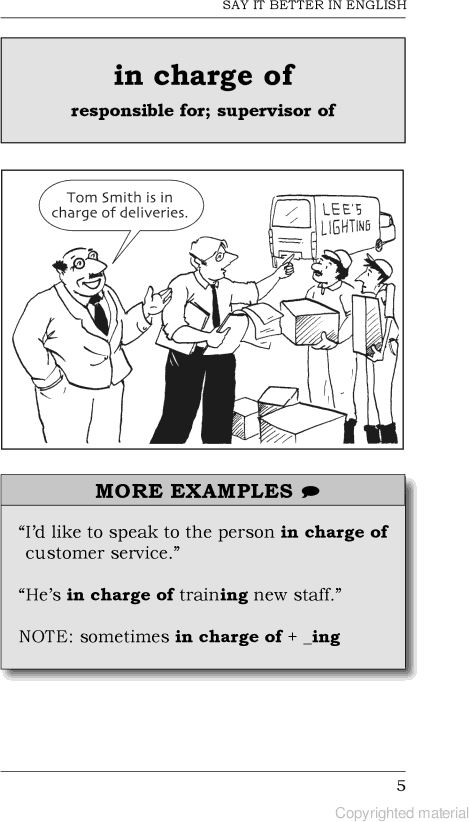 SAY IT BETTER IN ENGLISH
in charge of
responsible for; supervisor of
Tom Smith is in
charge of deliveries.
LEE'S
LIGHTING
MORE EXAMPLES
“I’d like to speak to the person in charge of
customer service.”
“He’s in charge of training new staff.”
NOTE: sometimes in charge of + _ing
5
Copyrighted material